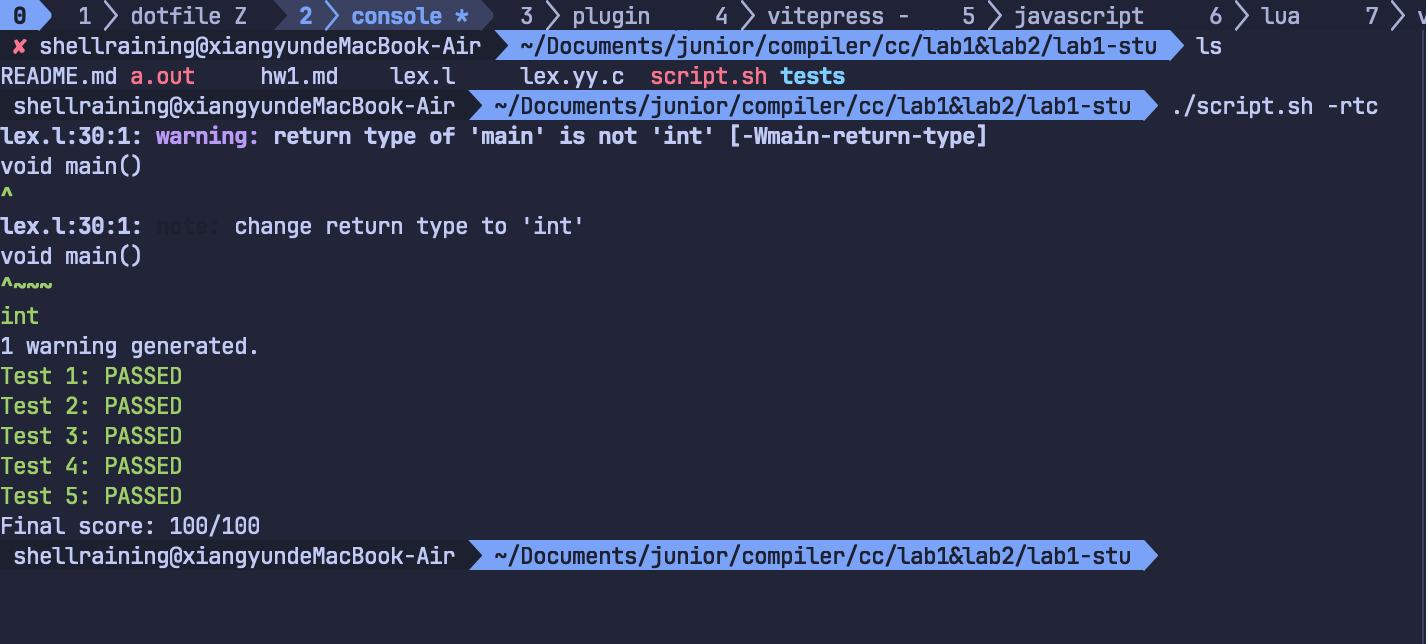 0 1 dotfile Z 2 console * 3 plugin 4 vitepress - 5 javascript 6 lua 7
✘ shellraining@xiangyundeMacBook-Air ~/Documents/junior/compiler/cc/lab1&lab2/lab1-stu ls
README.md a.out hw1.md lex.l lex.yy.c script.sh tests
shellraining@xiangyundeMacBook-Air ~/Documents/junior/compiler/cc/lab1&lab2/lab1-stu ./script.sh -rtc
lex.l:30:1: warning: return type of 'main' is not 'int' [-Wmain-return-type]
void main()
^
lex.l:30:1: note: change return type to 'int'
void main()
^~~~
int
1 warning generated.
Test 1: PASSED
Test 2: PASSED
Test 3: PASSED
Test 4: PASSED
Test 5: PASSED
Final score: 100/100
shellraining@xiangyundeMacBook-Air ~/Documents/junior/compiler/cc/lab1&lab2/lab1-stu